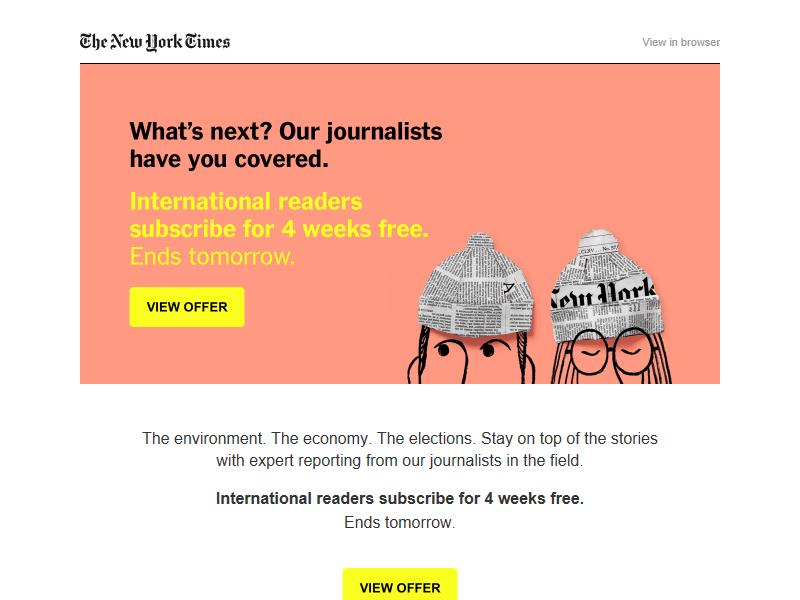 The New York Times
View in browser
What's next? Our journalists
have you covered.
International readers
subscribe for 4 weeks free.
Ends tomorrow.
VIEW OFFER
New York
The environment. The economy. The elections. Stay on top of the stories
with expert reporting from our journalists in the field.
International readers subscribe for 4 weeks free.
Ends tomorrow.
VIEW OFFER